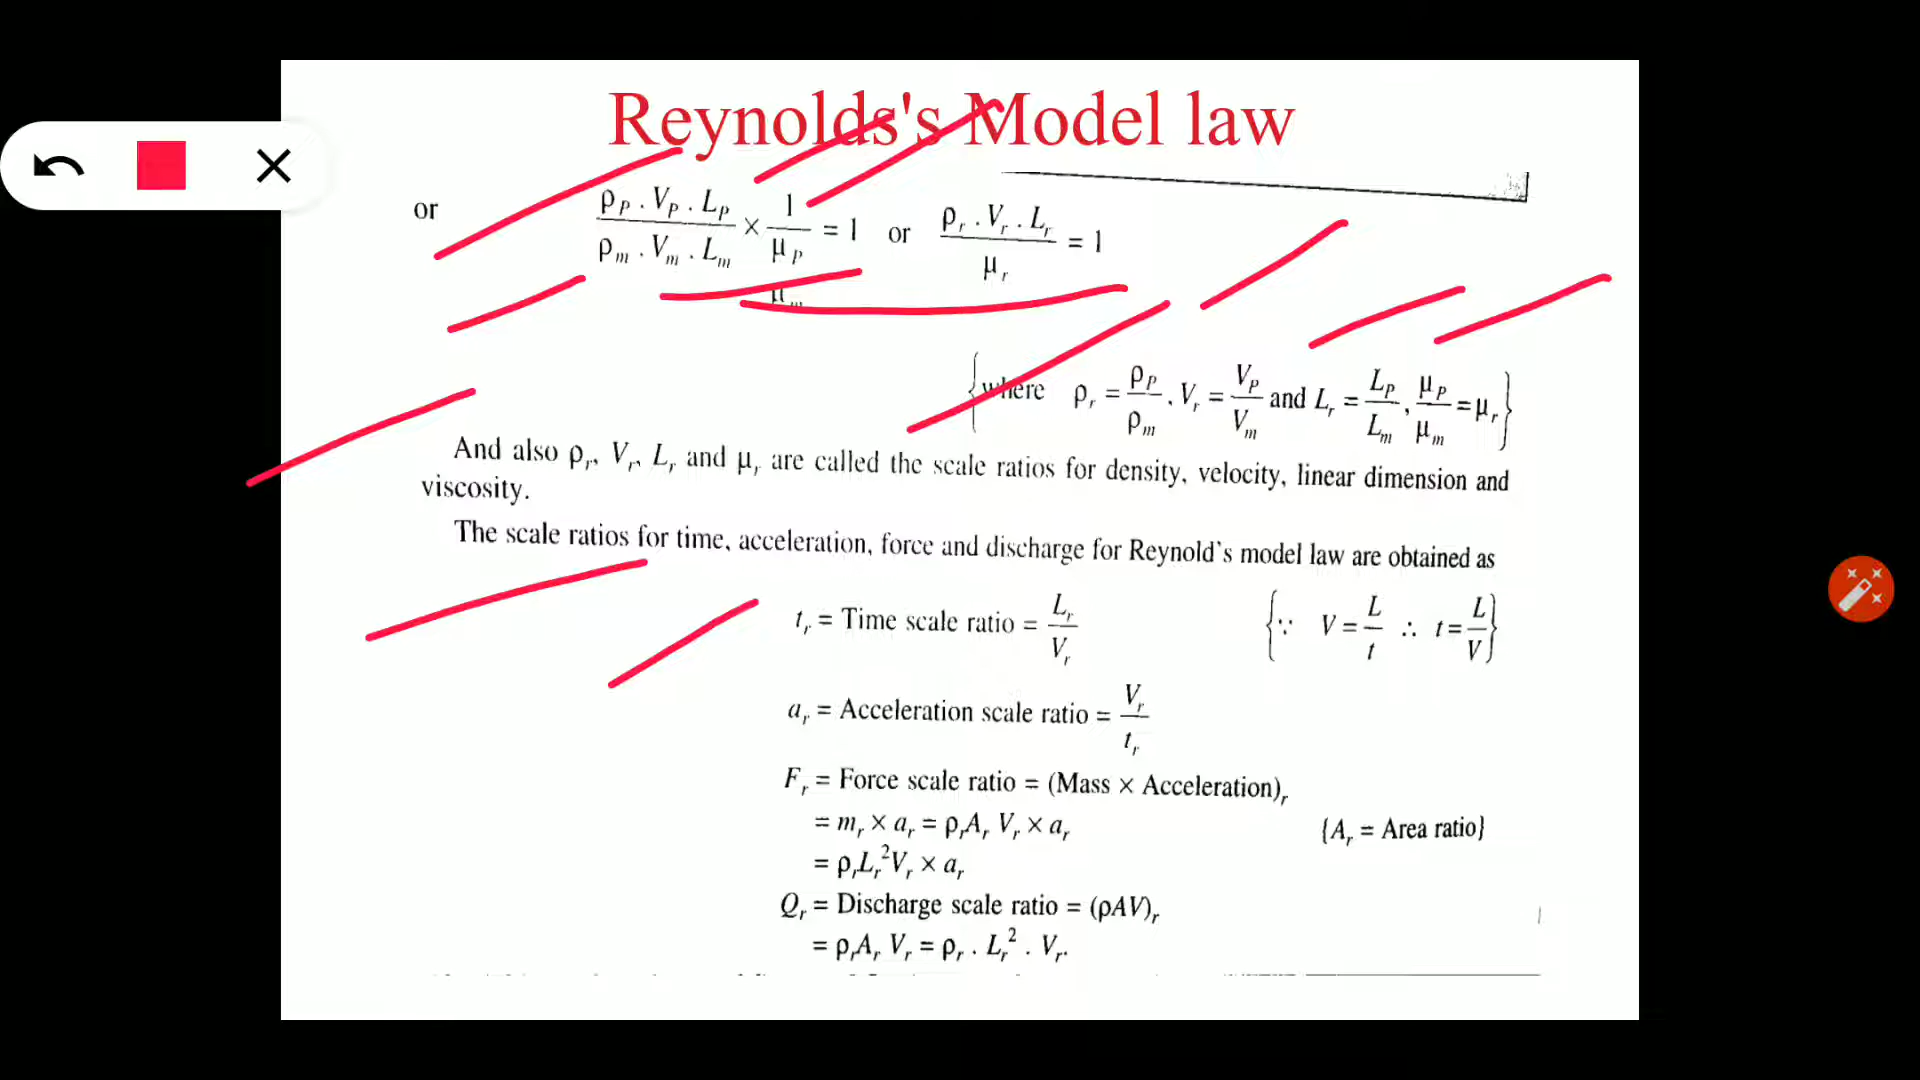 Reynolds's Model law
or ρP . VP . LP / ρm . Vm . Lm × 1 / μP / μm = 1 or ρr . Vr . Lr / μr = 1
{where ρr = ρP / ρm , Vr = VP / Vm and Lr = LP / Lm , μP / μm = μr}
And also ρr, Vr, Lr and μr are called the scale ratios for density, velocity, linear dimension and
viscosity.
The scale ratios for time, acceleration, force and discharge for Reynold's model law are obtained as
tr = Time scale ratio = Lr / Vr {∵ V = L / t ∴ t = L / V}
ar = Acceleration scale ratio = Vr / tr
Fr = Force scale ratio = (Mass × Acceleration)r
= mr × ar = ρrAr Vr × ar {Ar = Area ratio}
= ρrLr²Vr × ar
Qr = Discharge scale ratio = (ρAV)r
= ρrAr Vr = ρr . Lr² . Vr.